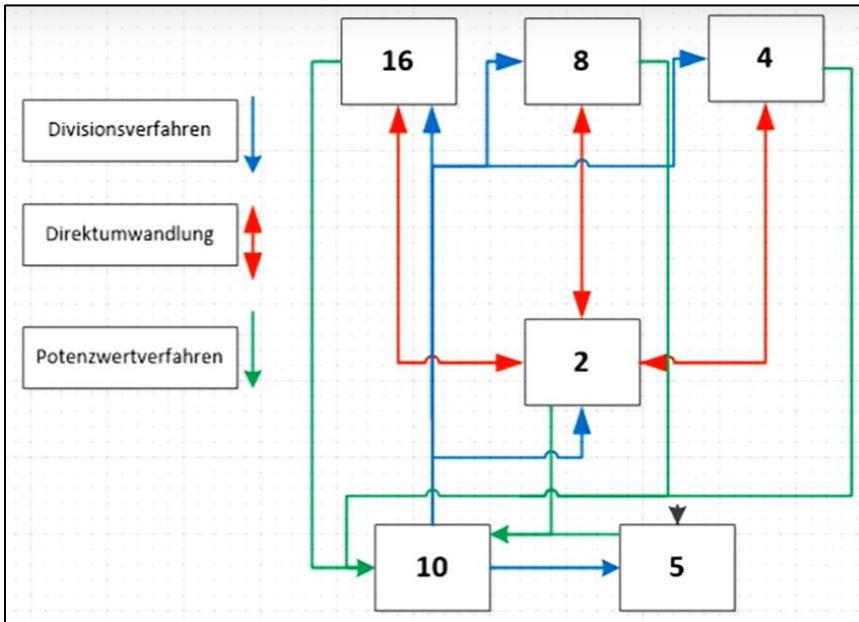 16
8
4
Divisionsverfahren
Direktumwandlung
Potenzwertverfahren
2
10
5